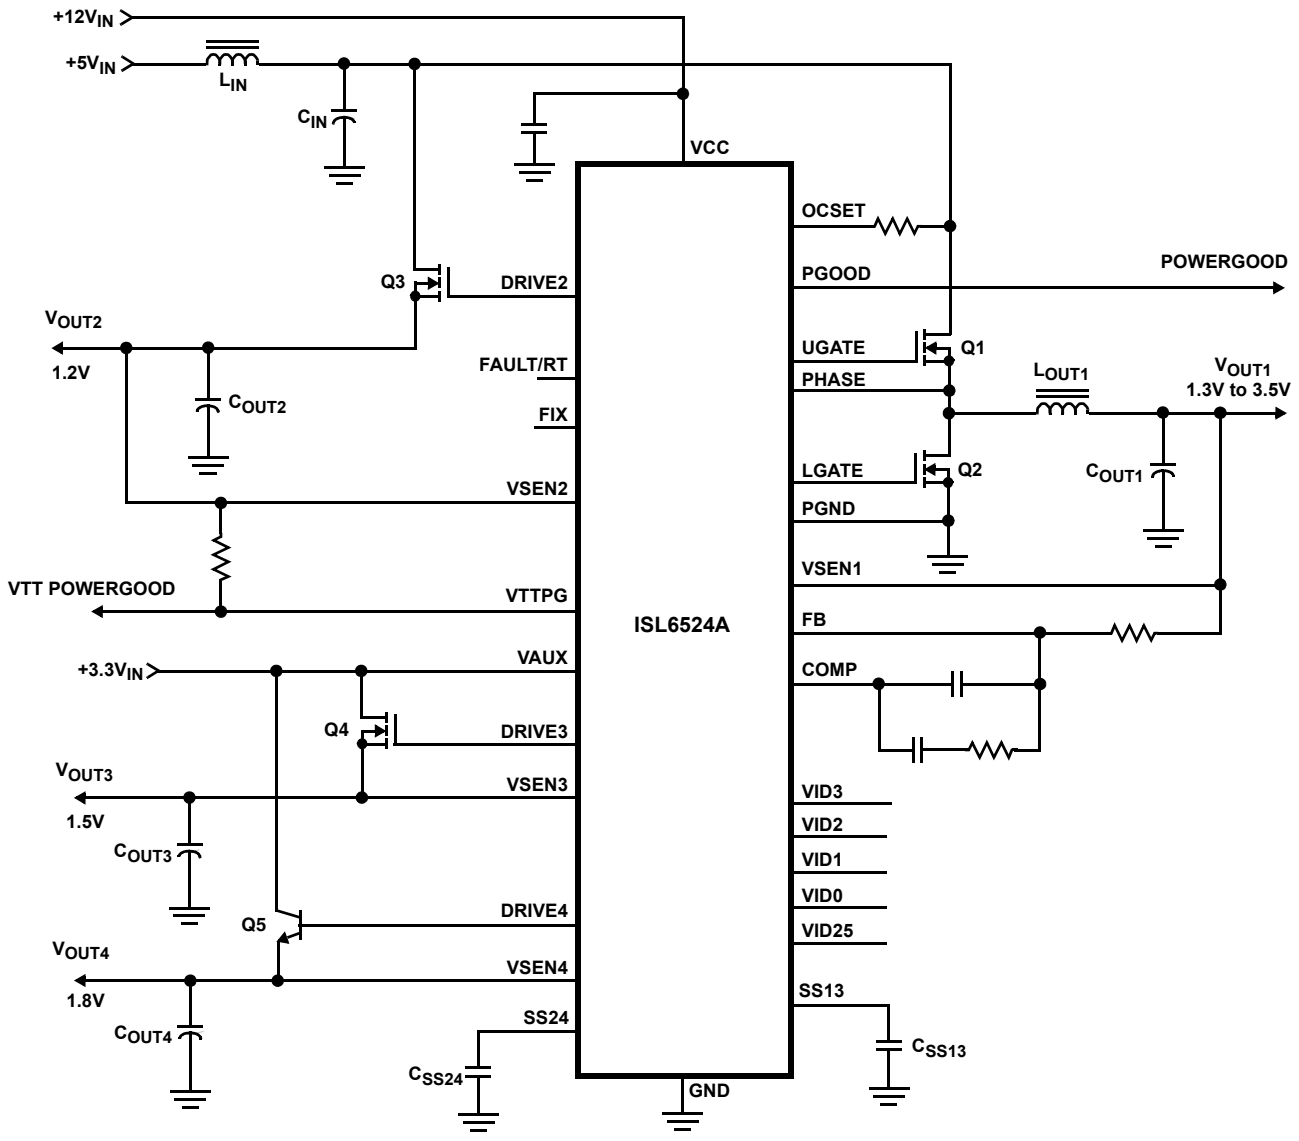 +12VIN
+5VIN
LIN
CIN
VCC
OCSET
PGOOD
POWERGOOD
Q3
DRIVE2
VOUT2
1.2V
COUT2
FAULT/RT
FIX
UGATE
Q1
PHASE
LOUT1
VOUT1
1.3V to 3.5V
LGATE
Q2
COUT1
PGND
VSEN2
VSEN1
VTT POWERGOOD
VTTPG
ISL6524A
FB
+3.3VIN
VAUX
COMP
Q4
DRIVE3
VOUT3
1.5V
VSEN3
COUT3
VID3
VID2
VID1
VID0
VID25
Q5
DRIVE4
VOUT4
1.8V
VSEN4
COUT4
SS24
CSS24
SS13
CSS13
GND